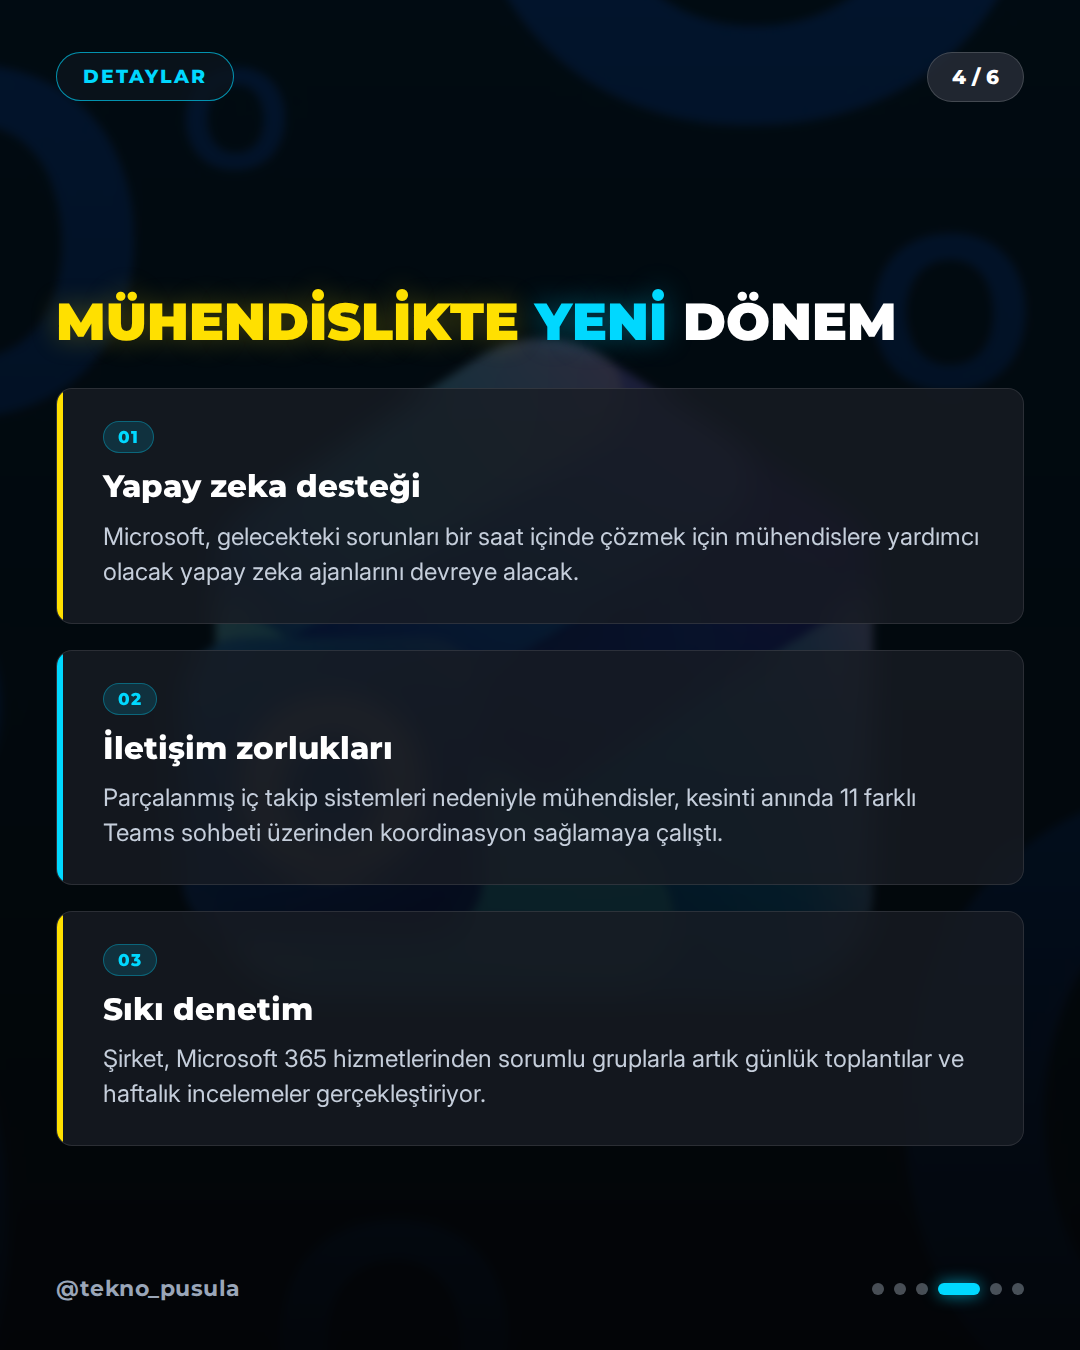 DETAYLAR
4 / 6
MÜHENDİSLİKTE YENİ DÖNEM
01
Yapay zeka desteği
Microsoft, gelecekteki sorunları bir saat içinde çözmek için mühendislere yardımcı
olacak yapay zeka ajanlarını devreye alacak.
02
İletişim zorlukları
Parçalanmış iç takip sistemleri nedeniyle mühendisler, kesinti anında 11 farklı
Teams sohbeti üzerinden koordinasyon sağlamaya çalıştı.
03
Sıkı denetim
Şirket, Microsoft 365 hizmetlerinden sorumlu gruplarla artık günlük toplantılar ve
haftalık incelemeler gerçekleştiriyor.
@tekno_pusula